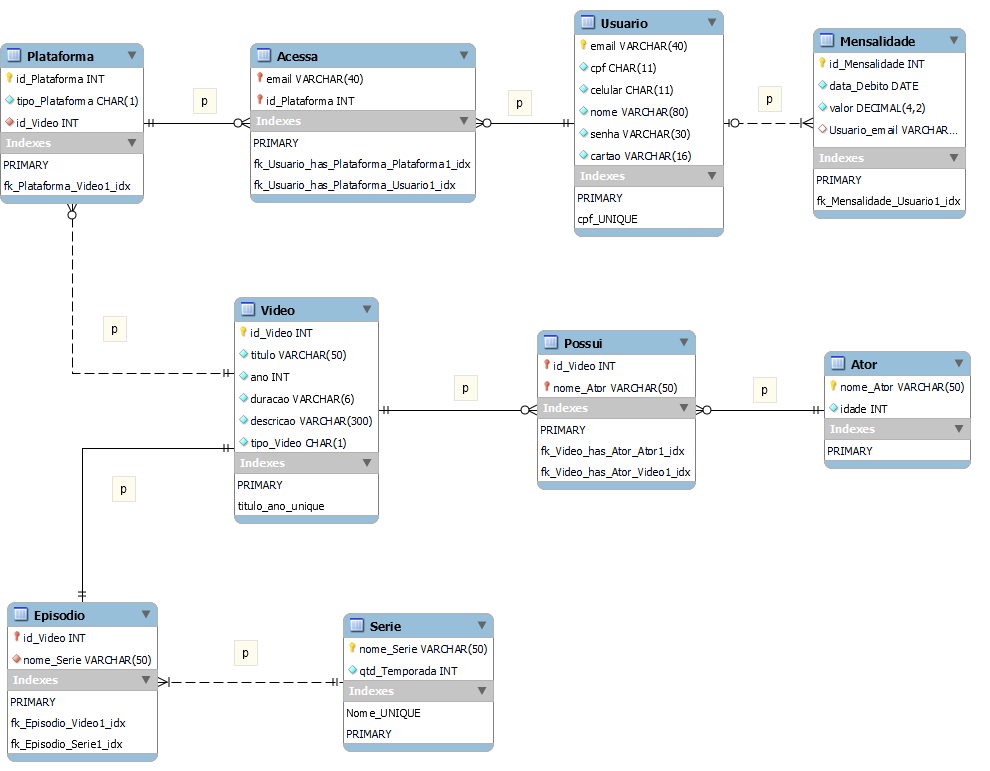 Plataforma
id_Plataforma INT
tipo_Plataforma CHAR(1)
id_Video INT
Indexes
PRIMARY
fk_Plataforma_Video1_idx
p
Acessa
email VARCHAR(40)
id_Plataforma INT
Indexes
PRIMARY
fk_Usuario_has_Plataforma_Plataforma1_idx
fk_Usuario_has_Plataforma_Usuario1_idx
p
Usuario
email VARCHAR(40)
cpf CHAR(11)
celular CHAR(11)
nome VARCHAR(80)
senha VARCHAR(30)
cartao VARCHAR(16)
Indexes
PRIMARY
cpf_UNIQUE
p
Mensalidade
id_Mensalidade INT
data_Debito DATE
valor DECIMAL(4,2)
Usuario_email VARCHAR...
Indexes
PRIMARY
fk_Mensalidade_Usuario1_idx
p
Video
id_Video INT
titulo VARCHAR(50)
ano INT
duracao VARCHAR(6)
descricao VARCHAR(300)
tipo_Video CHAR(1)
Indexes
PRIMARY
titulo_ano_unique
p
Possui
id_Video INT
nome_Ator VARCHAR(50)
Indexes
PRIMARY
fk_Video_has_Ator_Ator1_idx
fk_Video_has_Ator_Video1_idx
p
Ator
nome_Ator VARCHAR(50)
idade INT
Indexes
PRIMARY
p
Episodio
id_Video INT
nome_Serie VARCHAR(50)
Indexes
PRIMARY
fk_Episodio_Video1_idx
fk_Episodio_Serie1_idx
p
Serie
nome_Serie VARCHAR(50)
qtd_Temporada INT
Indexes
Nome_UNIQUE
PRIMARY